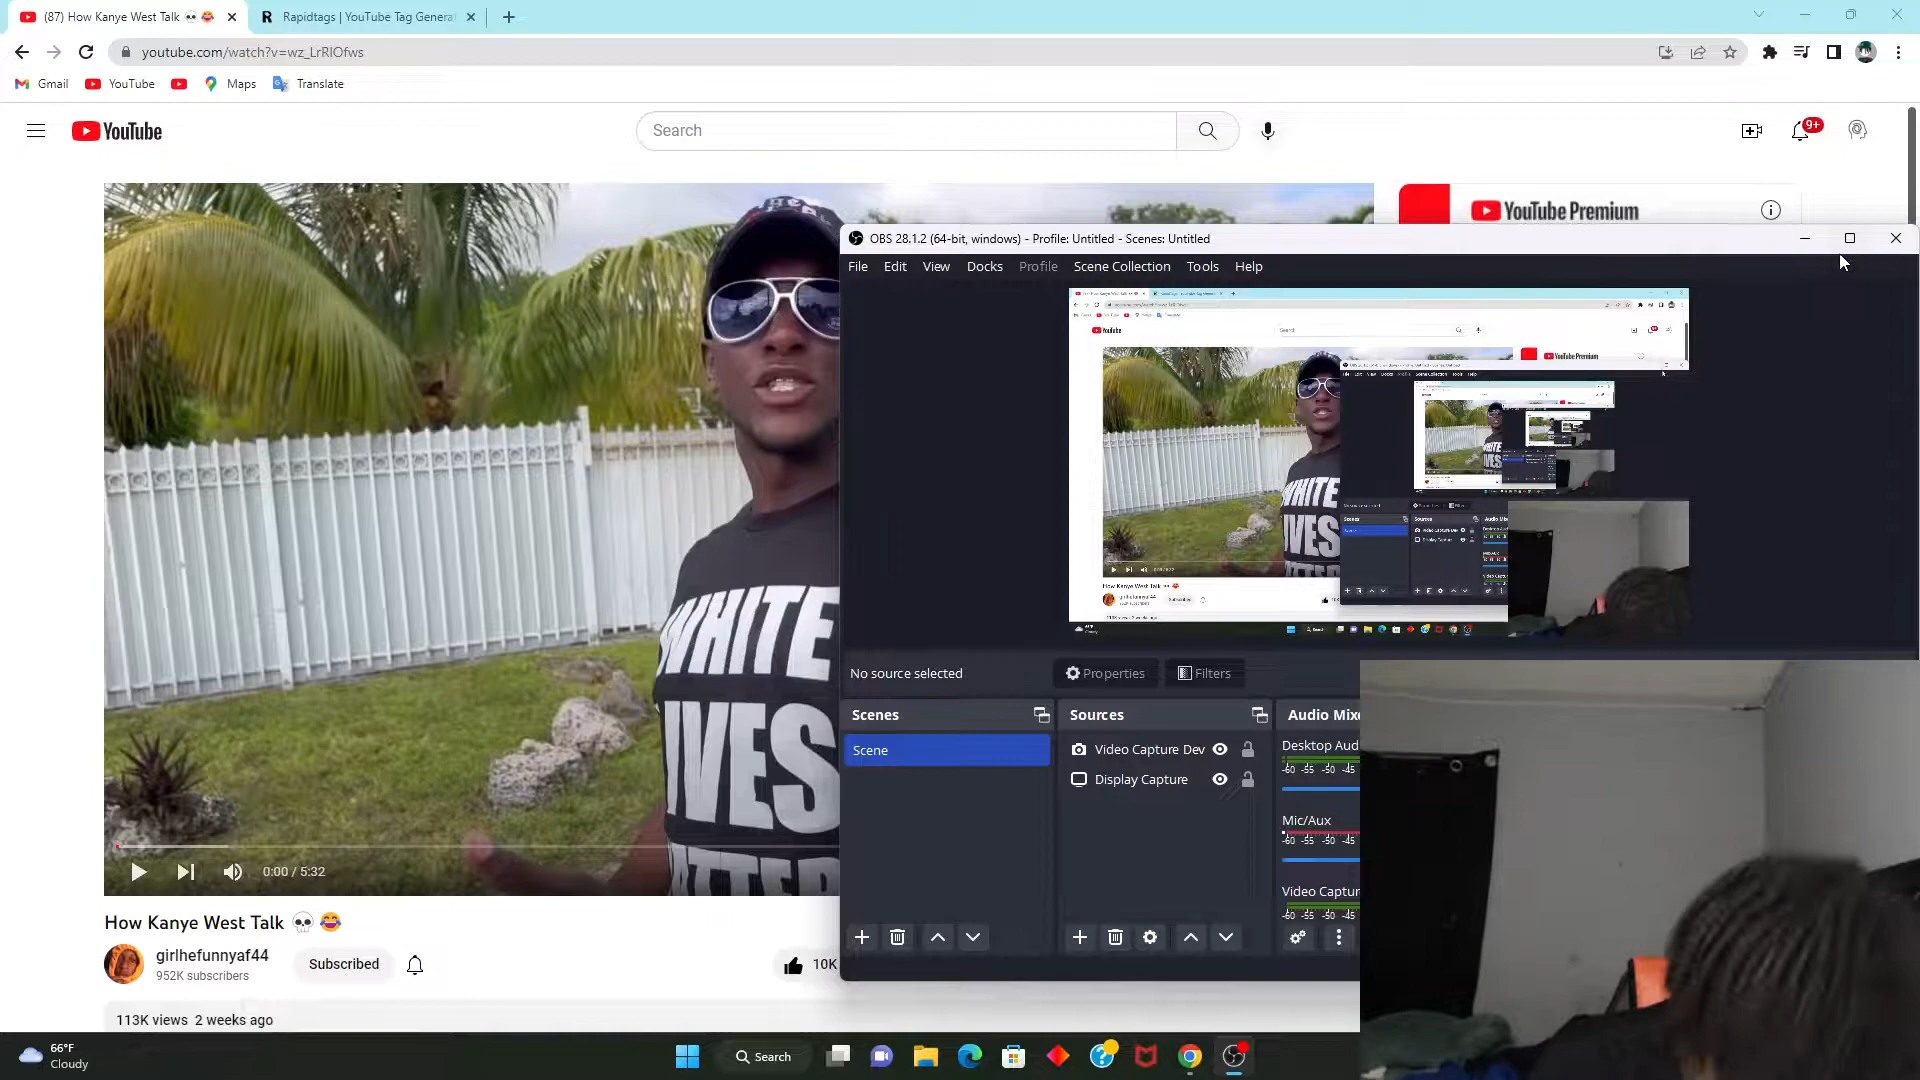 (87) How Kanye West Talk 💀 😂
Rapidtags | YouTube Tag Generat
youtube.com/watch?v=wz_LrRlOfws
Gmail
YouTube
Maps
Translate
YouTube
Search
9+
YouTube Premium
OBS 28.1.2 (64-bit, windows) - Profile: Untitled - Scenes: Untitled
File Edit View Docks Profile Scene Collection Tools Help
WHITE
LIVES
No source selected
Properties
Filters
Scenes
Scene
Sources
Video Capture Dev
Display Capture
Audio Mixe
Desktop Aud
-60 -55 -50 -45
Mic/Aux
-60 -55 -50 -45
Video Captur
-60 -55 -50 -45
0:00 / 5:32
How Kanye West Talk 💀 😂
girlhefunnyaf44
952K subscribers
Subscribed
10K
113K views 2 weeks ago
66°F
Cloudy
Search